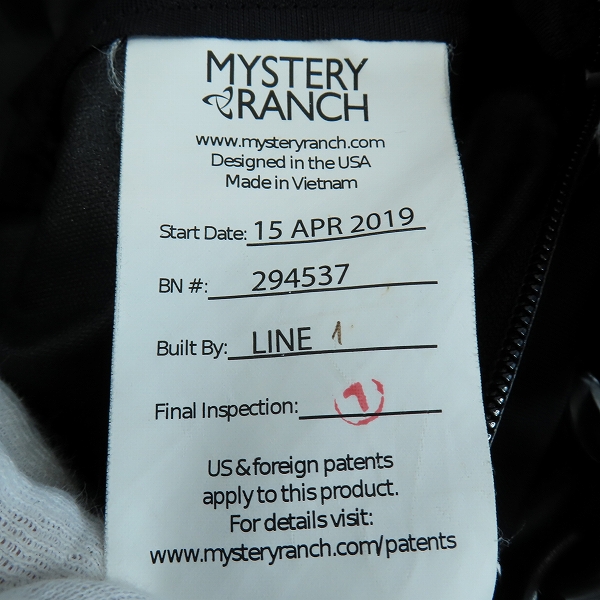 MYSTERY
RANCH
www.mysteryranch.com
Designed in the USA
Made in Vietnam
Start Date: 15 APR 2019
BN #: 294537
Built By: LINE 1
Final Inspection: 7
US & foreign patents
apply to this product.
For details visit:
www.mysteryranch.com/patents